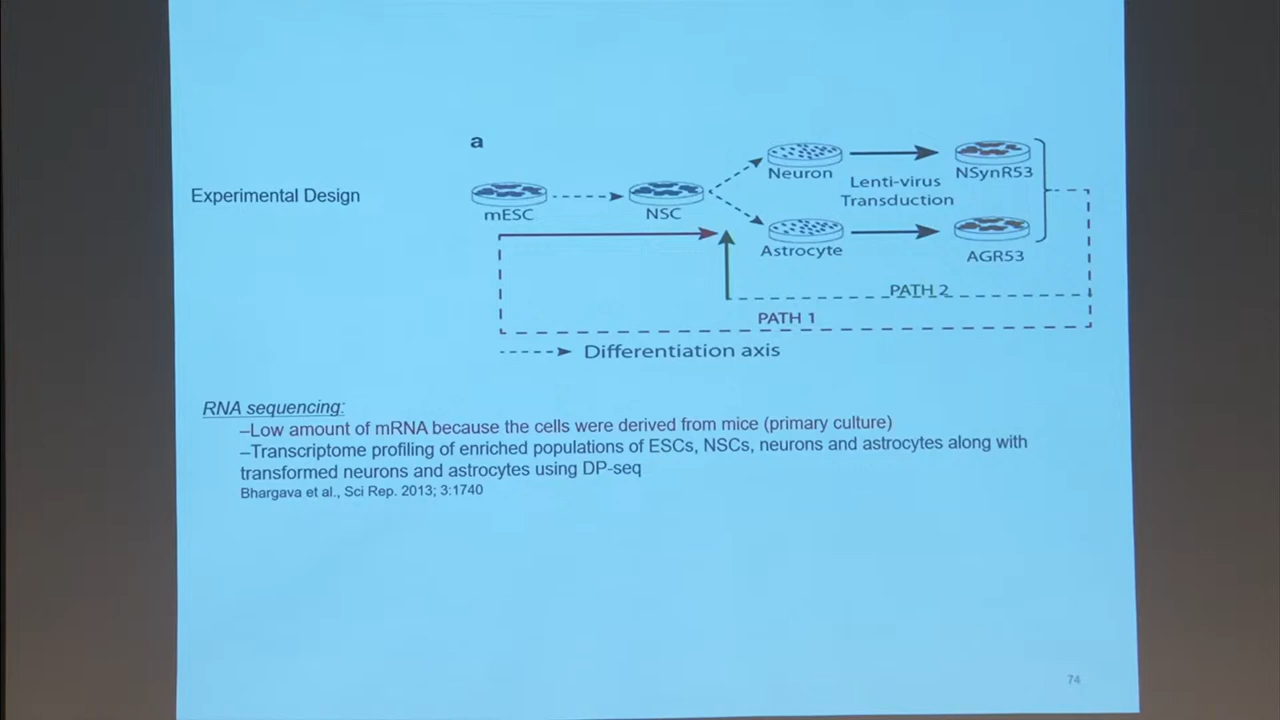 a
Experimental Design
mESC
NSC
Neuron
Astrocyte
Lenti-virus
Transduction
NSynR53
AGR53
PATH 2
PATH 1
Differentiation axis
RNA sequencing:
–Low amount of mRNA because the cells were derived from mice (primary culture)
–Transcriptome profiling of enriched populations of ESCs, NSCs, neurons and astrocytes along with
transformed neurons and astrocytes using DP-seq
Bhargava et al., Sci Rep. 2013; 3:1740
74